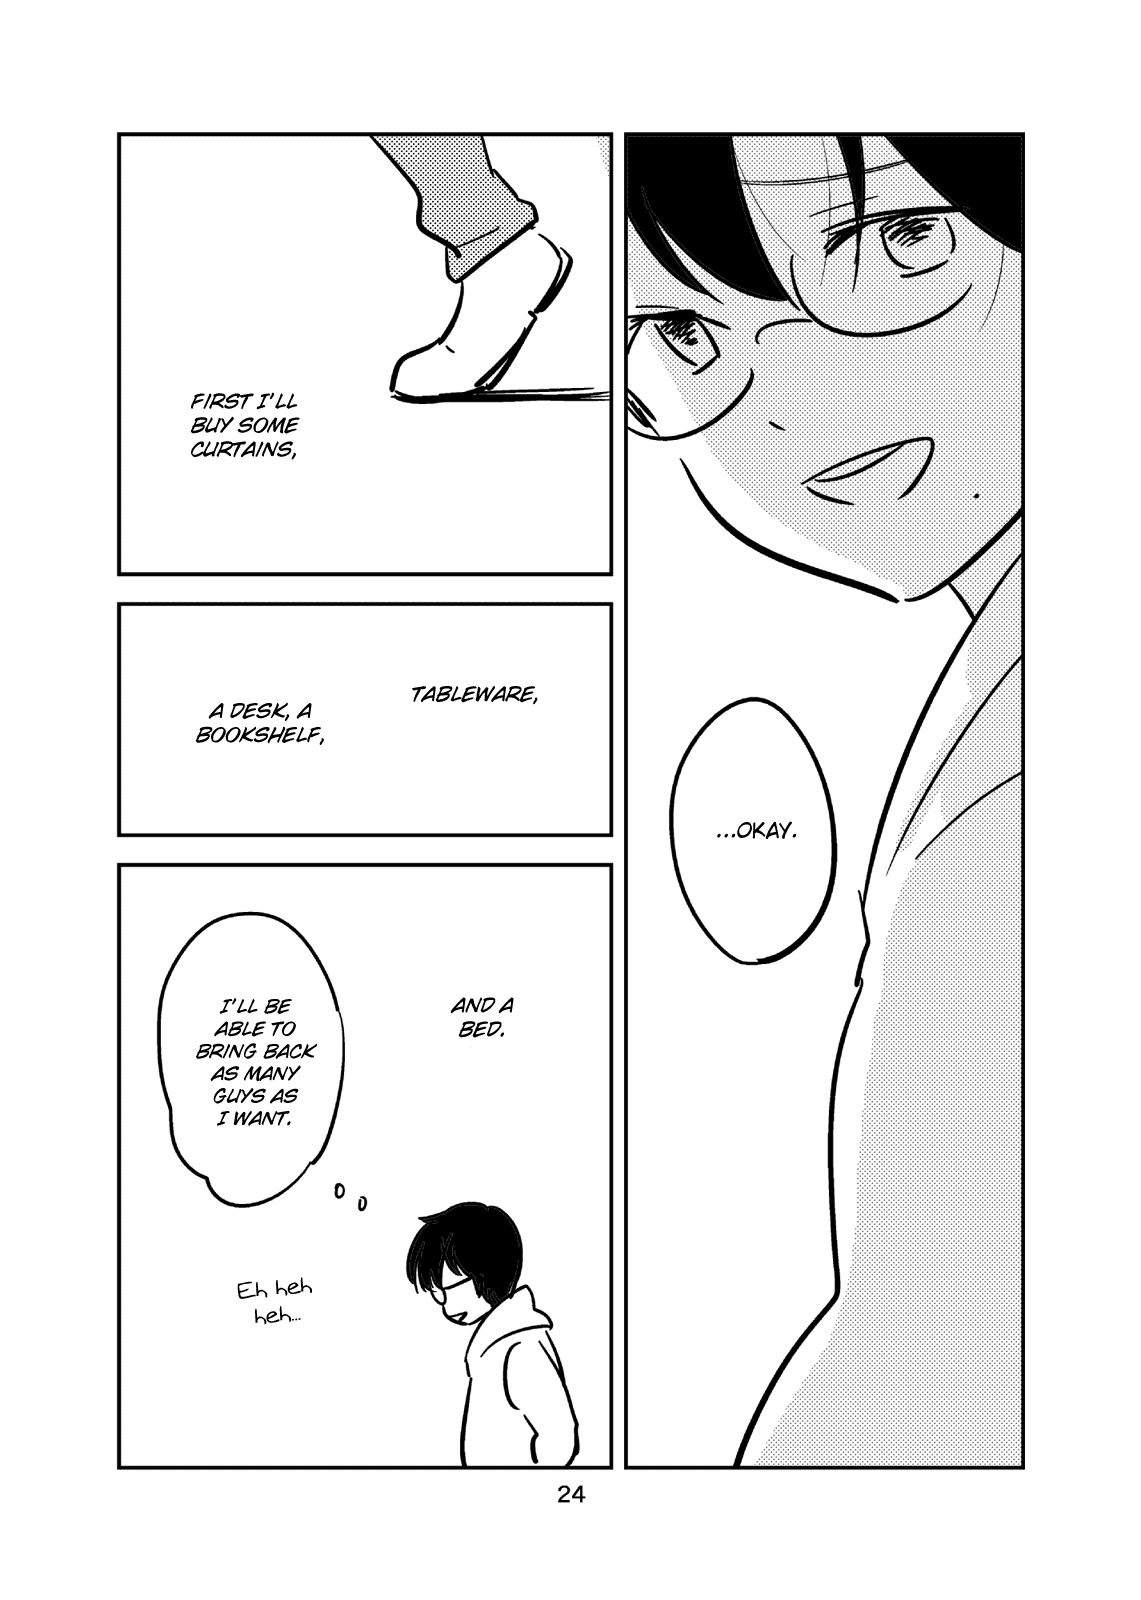 ...OKAY.
FIRST I'LL
BUY SOME
CURTAINS,
TABLEWARE,
A DESK, A
BOOKSHELF,
AND A
BED.
I'LL BE
ABLE TO
BRING BACK
AS MANY
GUYS AS
I WANT.
Eh heh
heh...
24